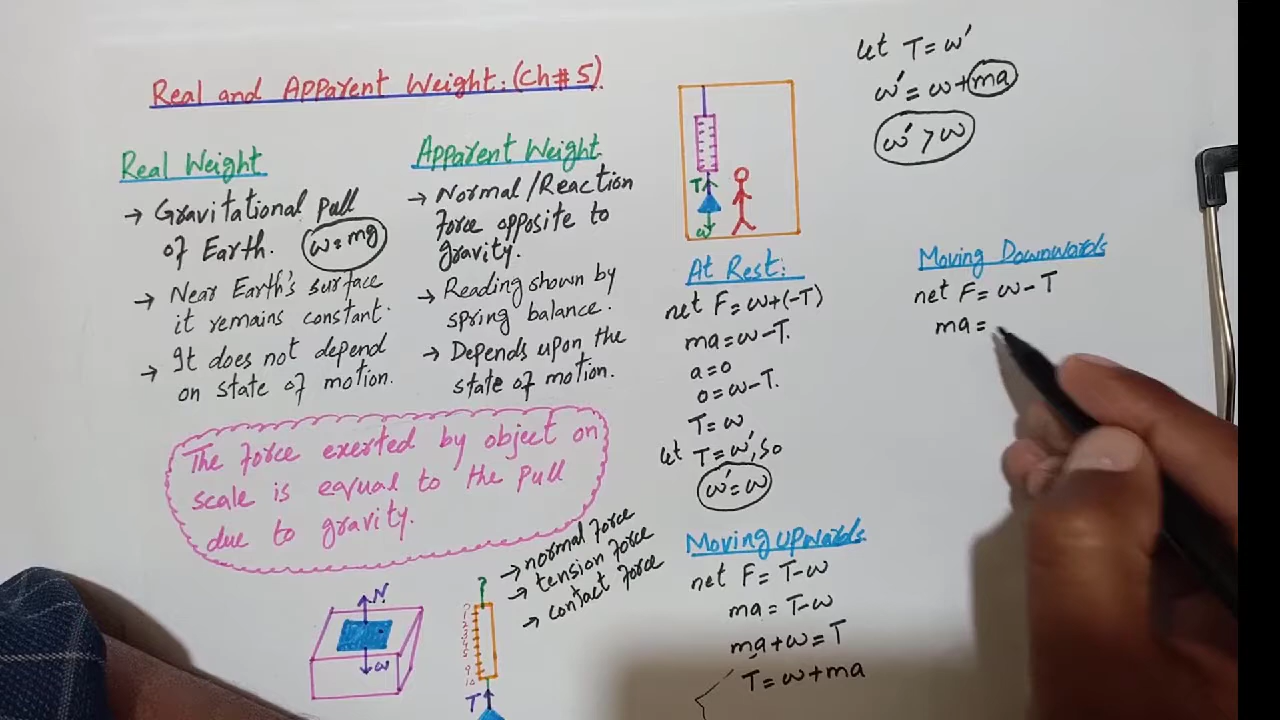 Real and Apparent Weight: (Ch# 5)
Real Weight
→ Gravitational pull
of Earth. w=mg
→ Near Earth's surface
it remains constant.
→ It does not depend
on state of motion.
Apparent Weight
→ Normal/Reaction
force opposite to
gravity.
→ Reading shown by
spring balance.
→ Depends upon the
state of motion.
The force exerted by object on
scale is equal to the pull
due to gravity.
N
w
→ normal force
→ tension force
→ contact force
T
T
w
At Rest:
net F = w+(-T)
ma = w-T.
a=0
0=w-T.
T=w
let T=w', so
w'=w
Moving Upwards
net F = T-w
ma = T-w
ma+w = T
T = w+ma
let T=w'
w' = w+ma
w' > w
Moving Downwards
net F = w-T
ma =